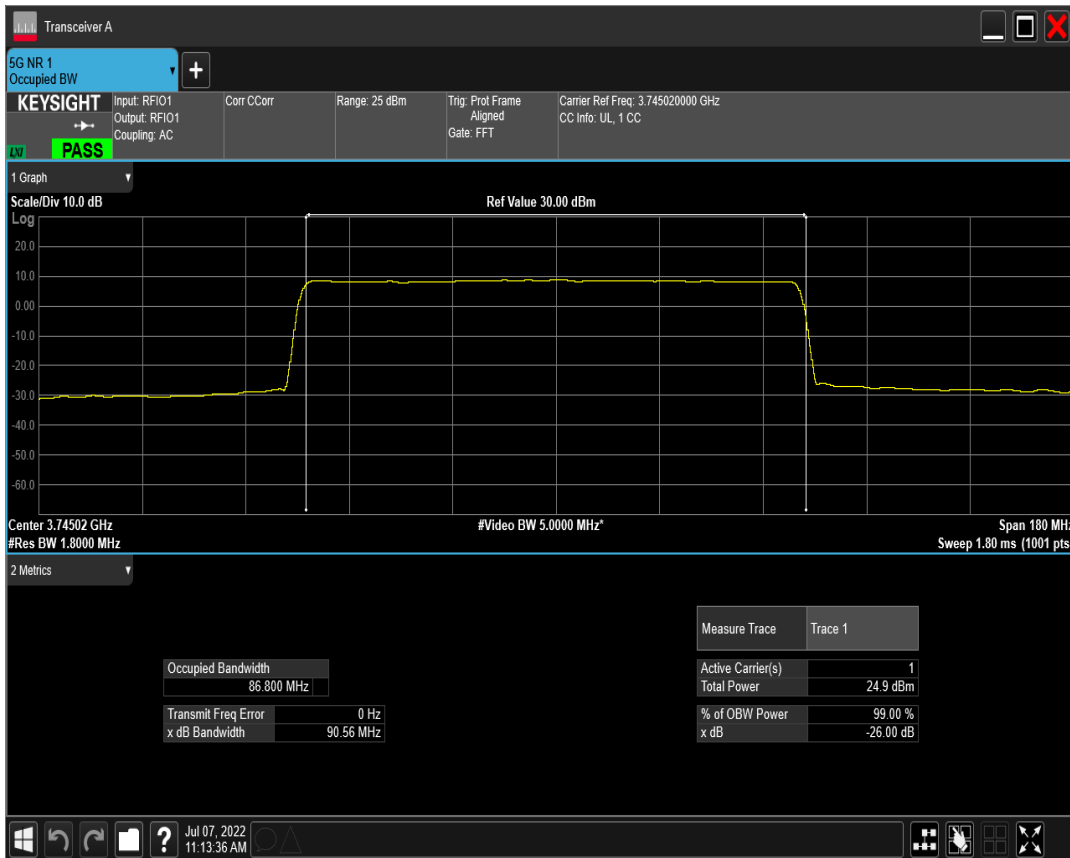 Transceiver A
5G NR 1
Occupied BW
+
KEYSIGHT
LXI
PASS
Input: RFIO1
Output: RFIO1
Coupling: AC
Corr CCorr
Range: 25 dBm
Trig: Prot Frame
Aligned
Gate: FFT
Carrier Ref Freq: 3.745020000 GHz
CC Info: UL, 1 CC
1 Graph
Scale/Div 10.0 dB
Ref Value 30.00 dBm
Log
20.0
10.0
0.00
-10.0
-20.0
-30.0
-40.0
-50.0
-60.0
Center 3.74502 GHz
#Video BW 5.0000 MHz*
Span 180 MHz
#Res BW 1.8000 MHz
Sweep 1.80 ms (1001 pts
2 Metrics
Measure Trace Trace 1
Occupied Bandwidth
86.800 MHz
Active Carrier(s) 1
Total Power 24.9 dBm
Transmit Freq Error 0 Hz
x dB Bandwidth 90.56 MHz
% of OBW Power 99.00 %
x dB -26.00 dB
?
Jul 07, 2022
11:13:36 AM